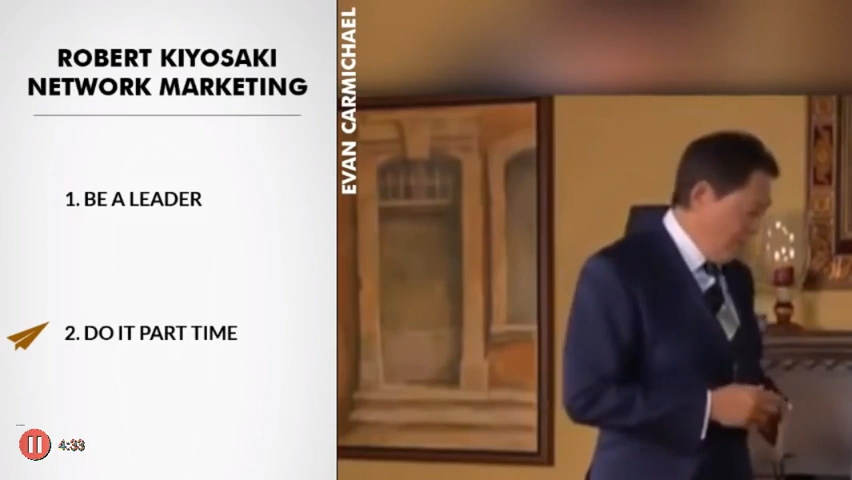 ROBERT KIYOSAKI
NETWORK MARKETING
1. BE A LEADER
2. DO IT PART TIME
4:33
EVAN CARMICHAEL